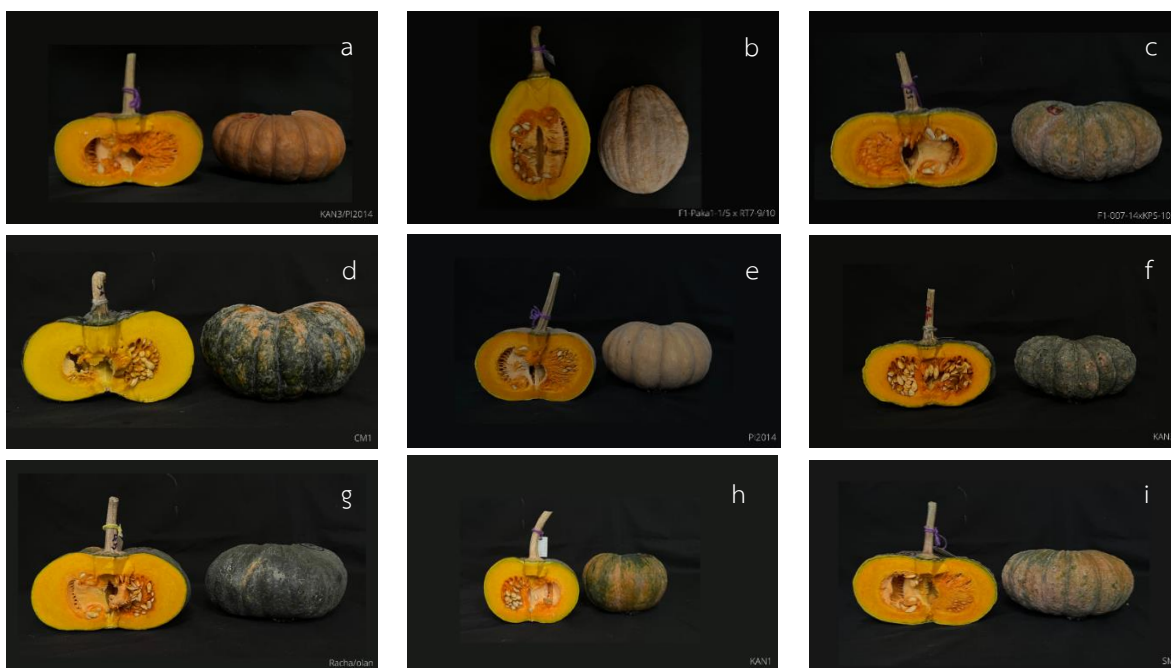 a
KAN3/PI2014
b
F1-Paka1-1/5 x RT7-9/10
c
F1-007-14xKPS-10
d
CM1
e
PI2014
f
KAN
g
Racha/olan
h
KAN1
i